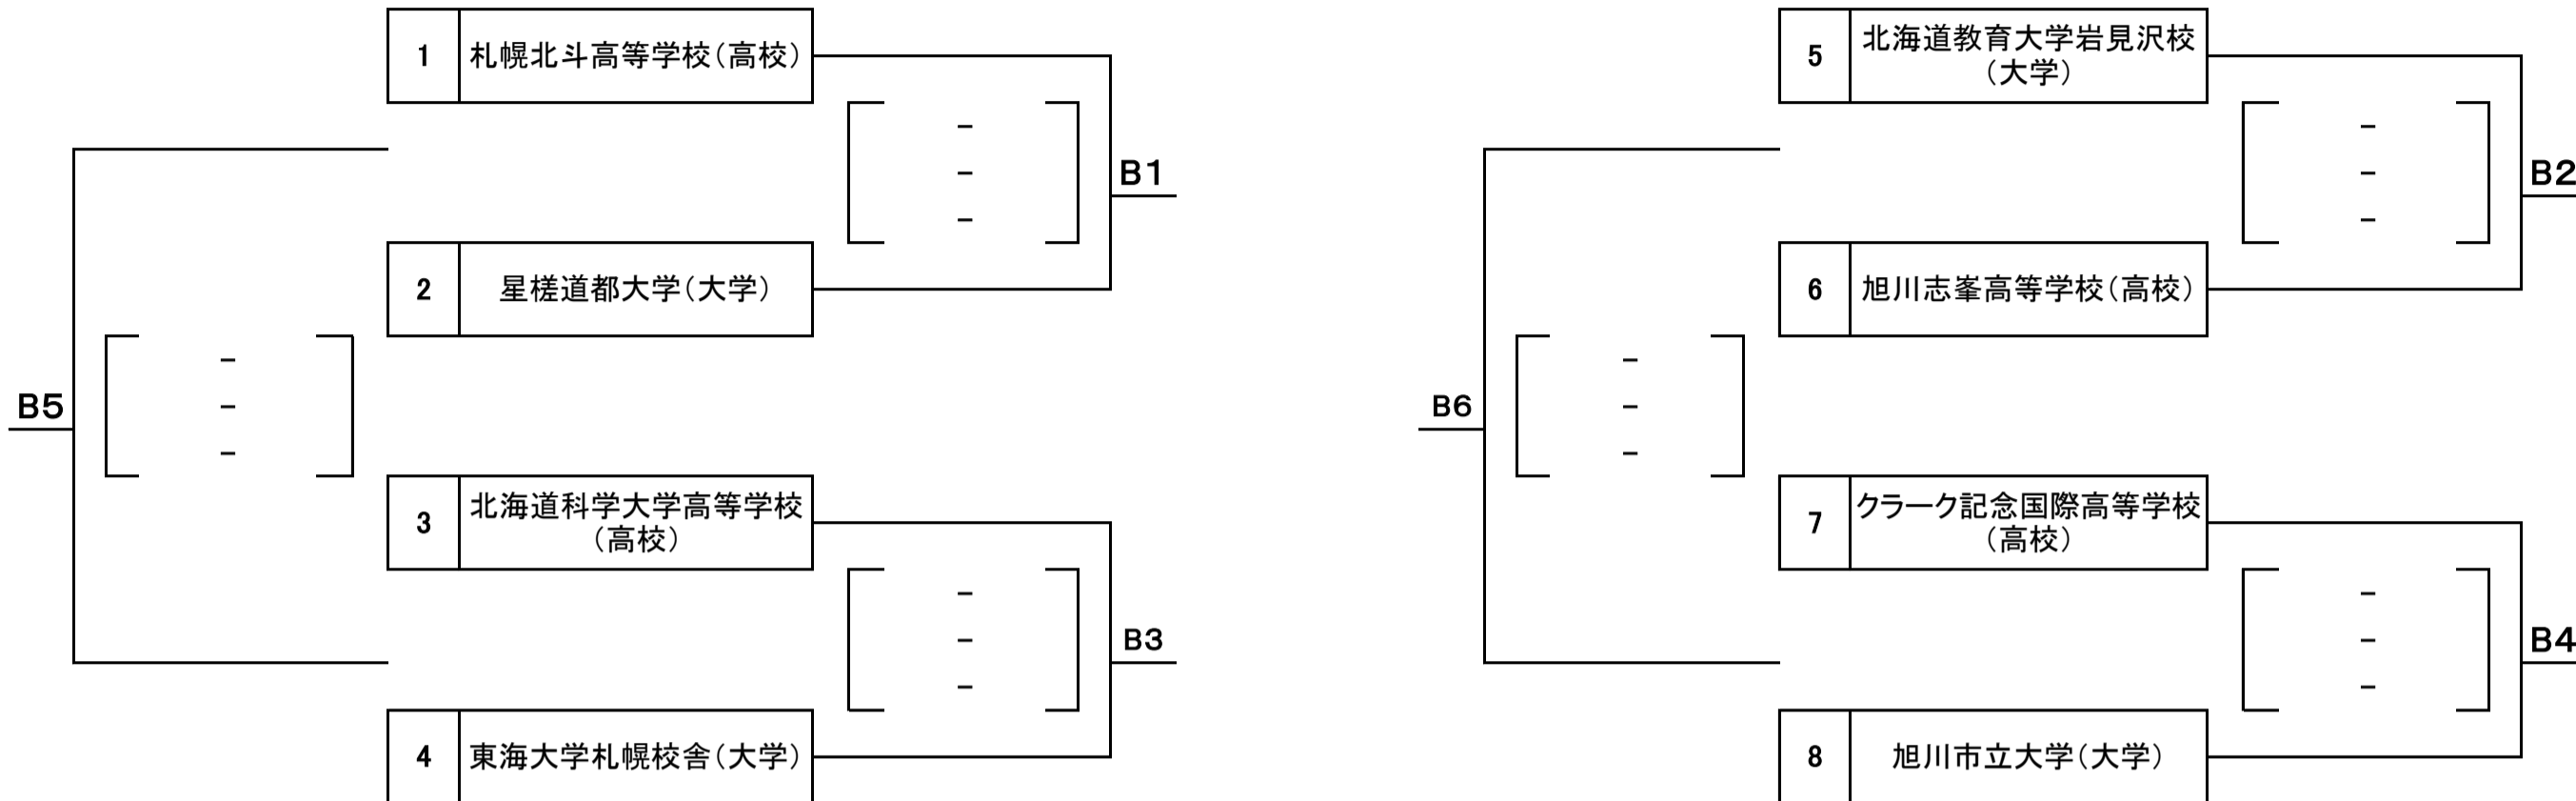 1 札幌北斗高等学校(高校)
－
－
－
B1
2 星槎道都大学(大学)
B5
－
－
－
3 北海道科学大学高等学校
(高校)
－
－
－
B3
4 東海大学札幌校舎(大学)
5 北海道教育大学岩見沢校
(大学)
－
－
－
B2
6 旭川志峯高等学校(高校)
B6
－
－
－
7 クラーク記念国際高等学校
(高校)
－
－
－
B4
8 旭川市立大学(大学)